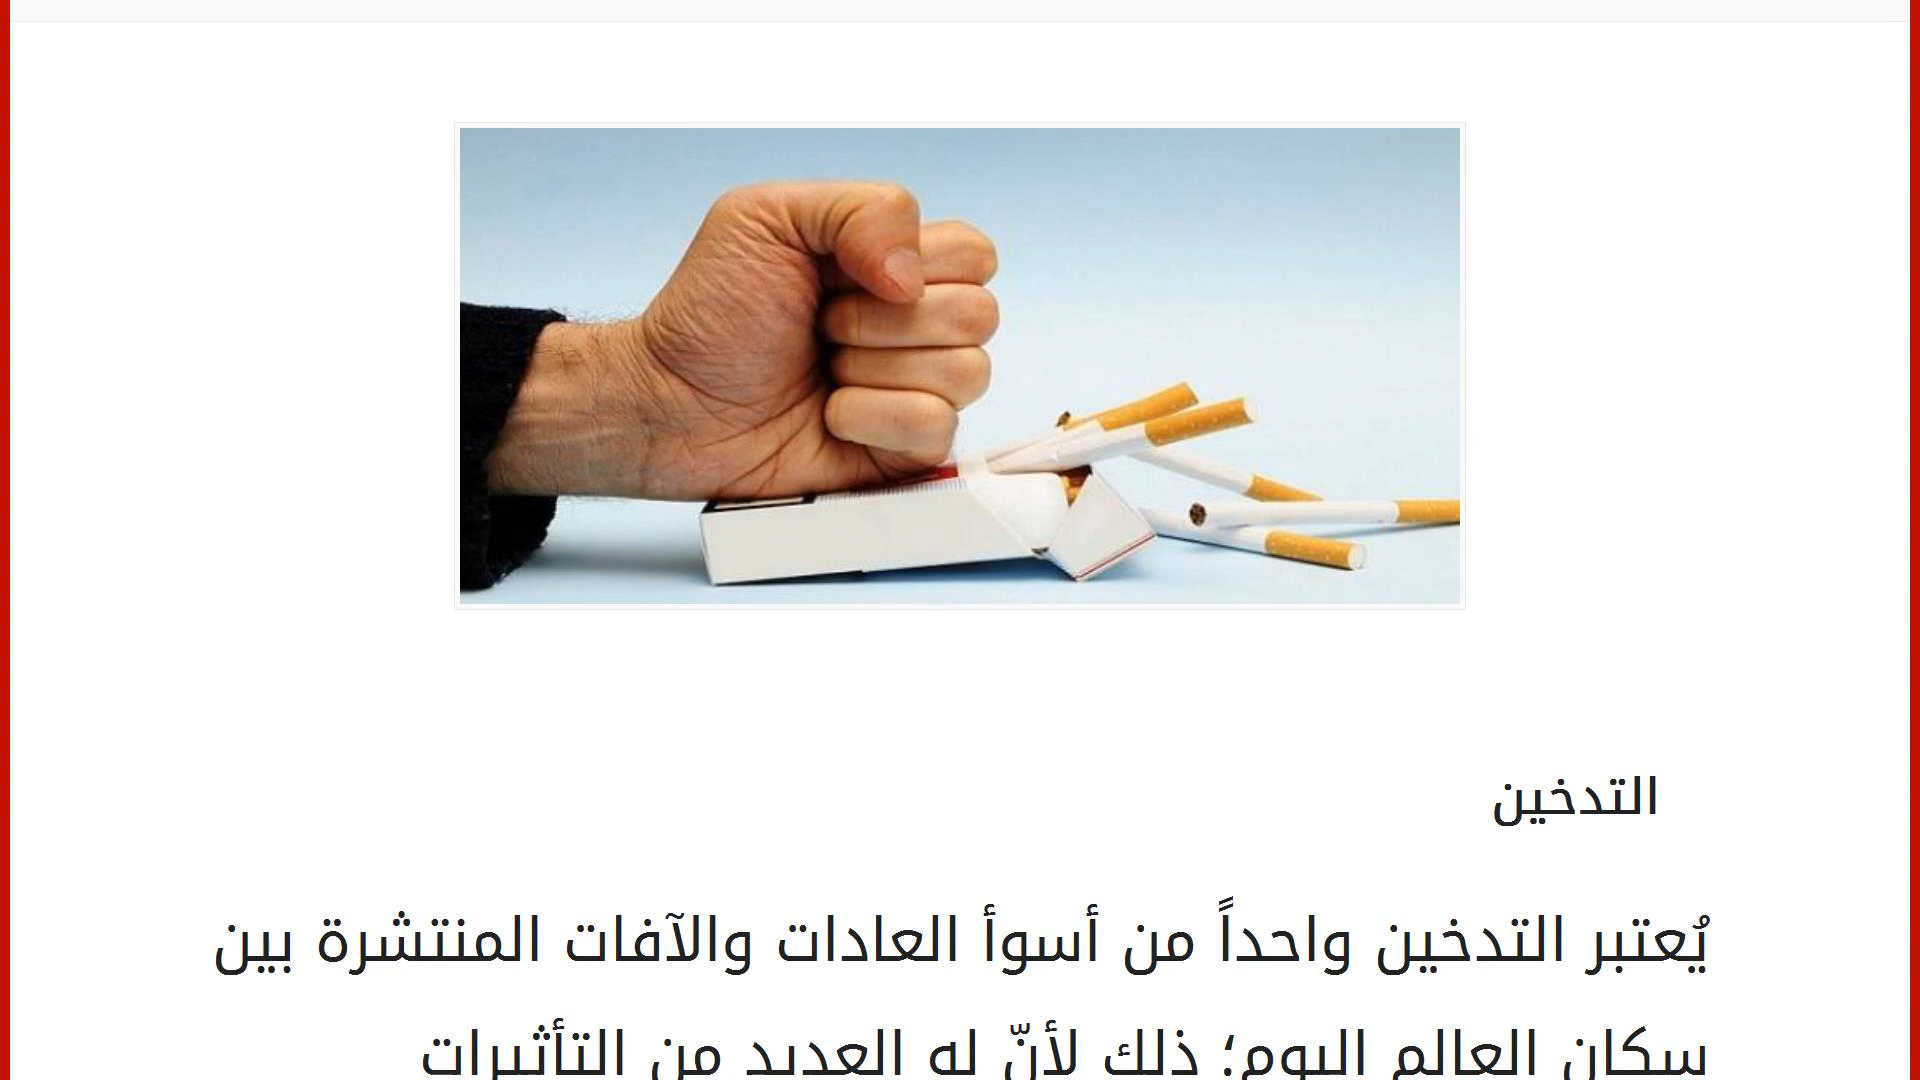 التدخين
يُعتبر التدخين واحداً من أسوأ العادات والآفات المنتشرة بين
سكان العالم اليوم؛ ذلك لأنّ له العديد من التأثيرات